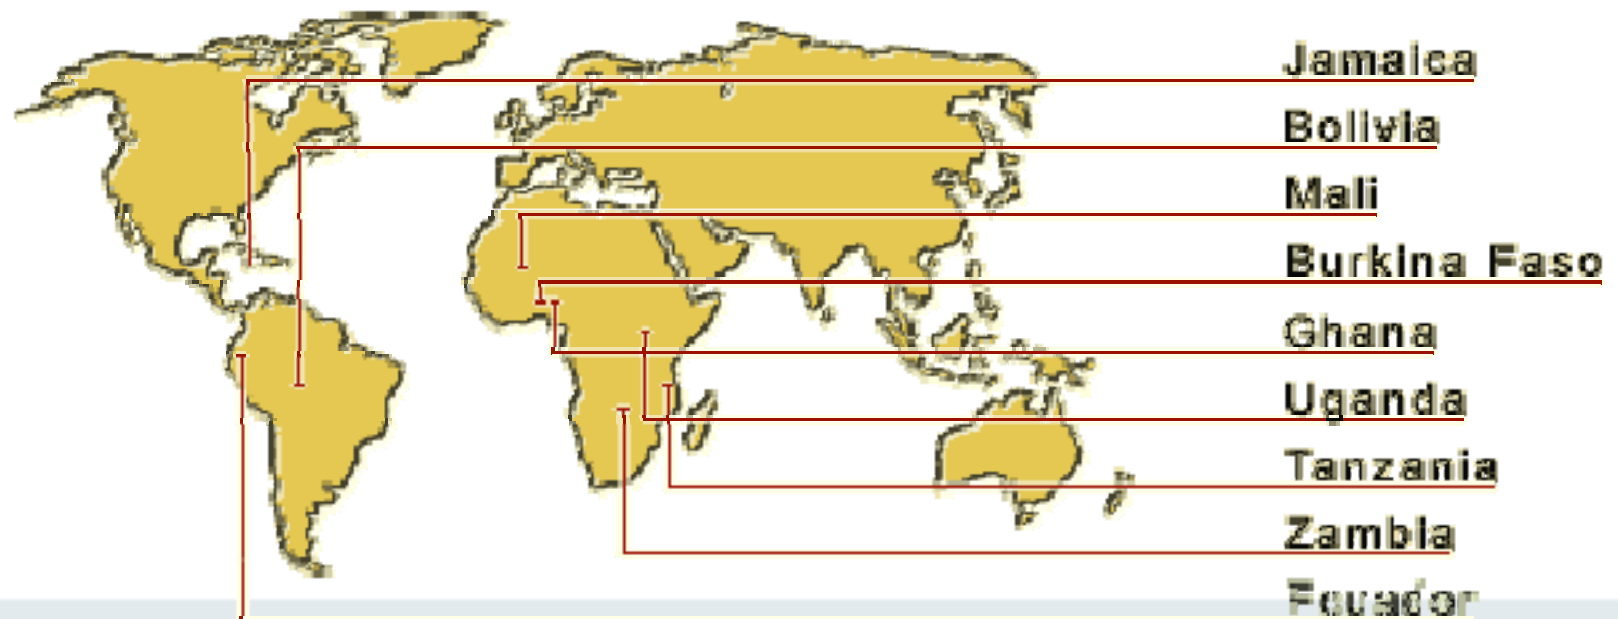 Jamaica
Bolivia
Mali
Burkina Faso
Ghana
Uganda
Tanzania
Zambia
Ecuador